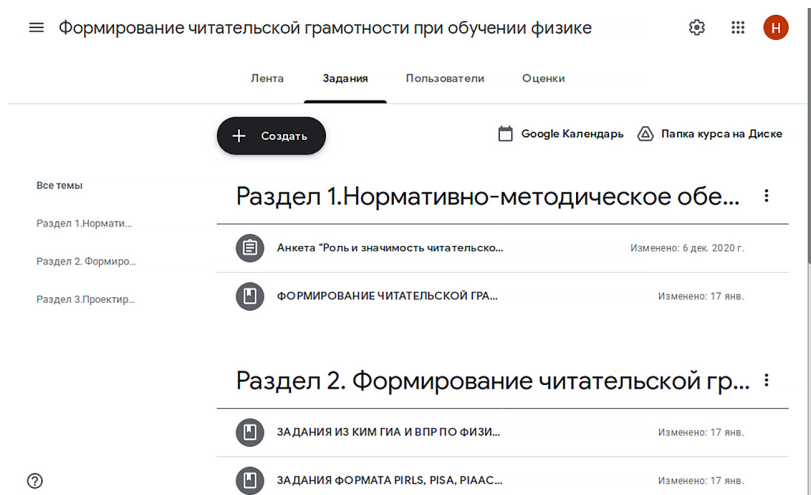 Формирование читательской грамотности при обучении физике
Н
Лента Задания Пользователи Оценки
Создать
Google Календарь Папка курса на Диске
Все темы
Раздел 1.Нормати...
Раздел 2. Формиро...
Раздел 3.Проектир...
Раздел 1.Нормативно-методическое обе...
Анкета "Роль и значимость читательско... Изменено: 6 дек. 2020 г.
ФОРМИРОВАНИЕ ЧИТАТЕЛЬСКОЙ ГРА... Изменено: 17 янв.
Раздел 2. Формирование читательской гр...
ЗАДАНИЯ ИЗ КИМ ГИА И ВПР ПО ФИЗИ... Изменено: 17 янв.
ЗАДАНИЯ ФОРМАТА PIRLS, PISA, PIAAC... Изменено: 17 янв.